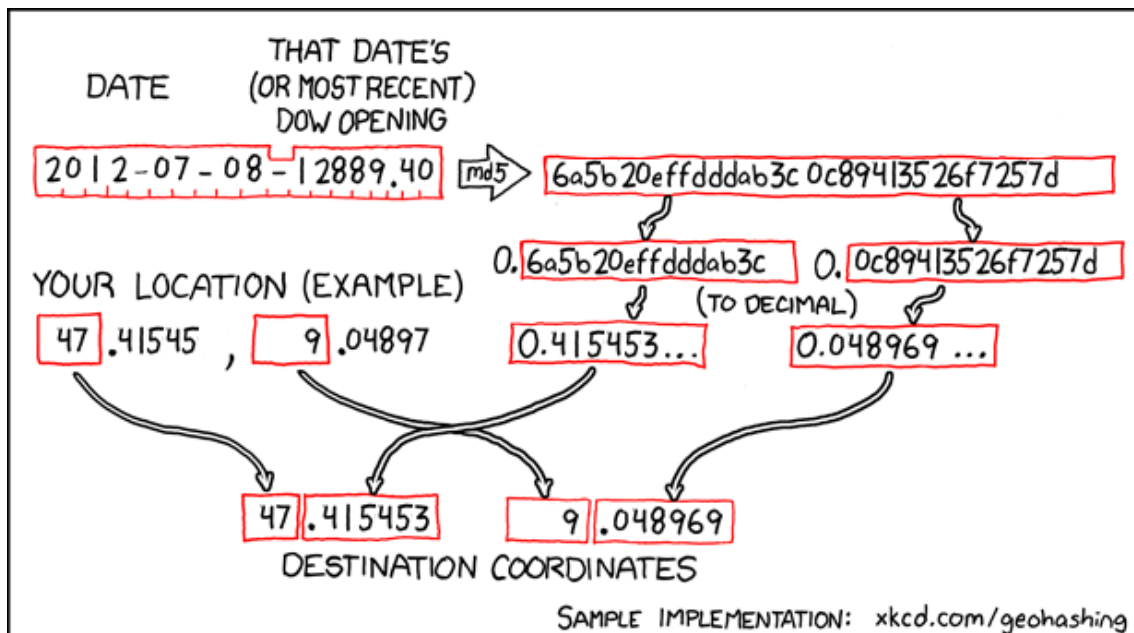 DATE
THAT DATE'S
(OR MOST RECENT)
DOW OPENING
2012-07-08-12889.40
md5
6a5b20effdddab3c 0c89413526f7257d
0. 6a5b20effdddab3c
0. 0c89413526f7257d
YOUR LOCATION (EXAMPLE)
(TO DECIMAL)
47.41545, 9.04897
0.415453...
0.048969 ...
47.415453
9.048969
DESTINATION COORDINATES
SAMPLE IMPLEMENTATION: xkcd.com/geohashing